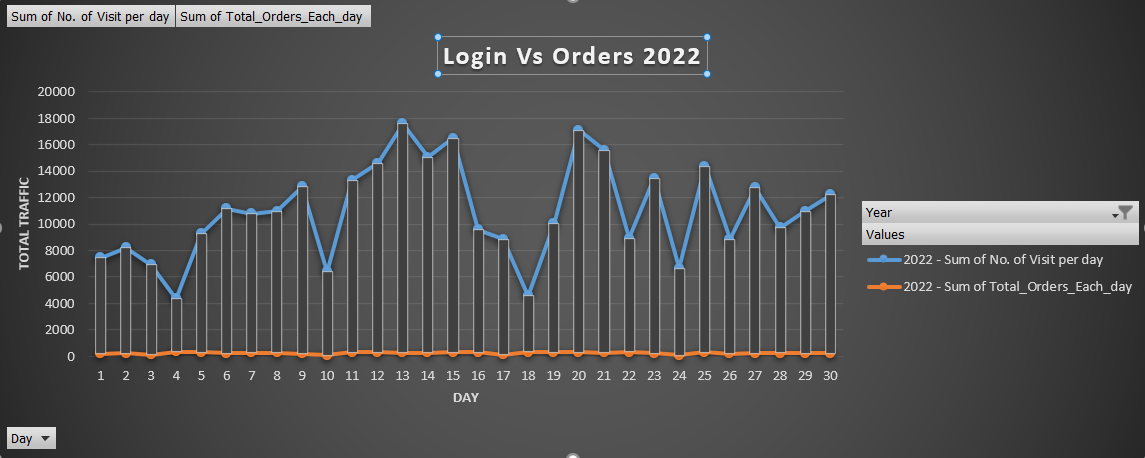 Sum of No. of Visit per day Sum of Total_Orders_Each_day
Login Vs Orders 2022
20000
18000
16000
14000
12000
10000
8000
6000
4000
2000
0
TOTAL TRAFFIC
1 2 3 4 5 6 7 8 9 10 11 12 13 14 15 16 17 18 19 20 21 22 23 24 25 26 27 28 29 30
DAY
Year
Values
2022 - Sum of No. of Visit per day
2022 - Sum of Total_Orders_Each_day
Day